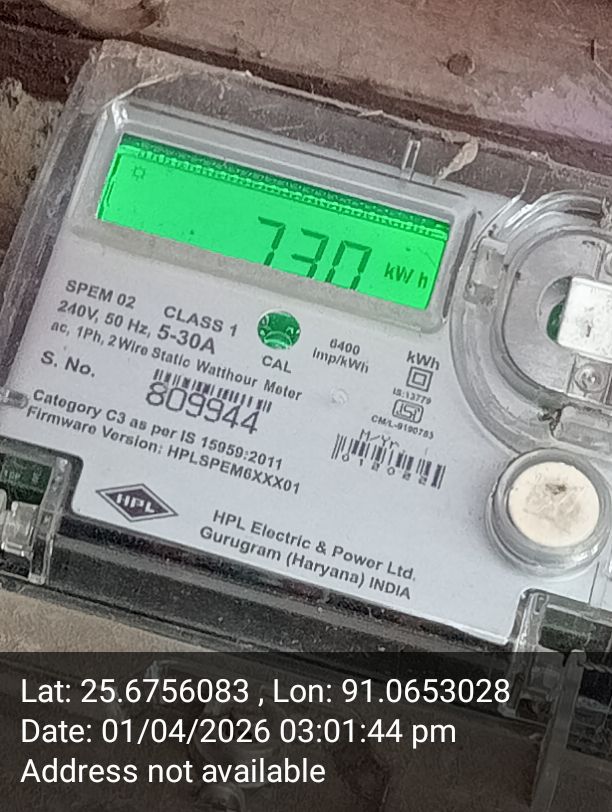 730 kWh
SPEM 02 CLASS 1
240V, 50 Hz, 5-30A
ac, 1Ph, 2Wire Static Watthour Meter
CAL
6400
imp/kWh
kWh
IS:13779
CM/L-9190783
S. No.
809944
M/Yr.
Category C3 as per IS 15959:2011
Firmware Version: HPLSPEM6XXX01
HPL
HPL Electric & Power Ltd.
Gurugram (Haryana) INDIA
Lat: 25.6756083 , Lon: 91.0653028
Date: 01/04/2026 03:01:44 pm
Address not available